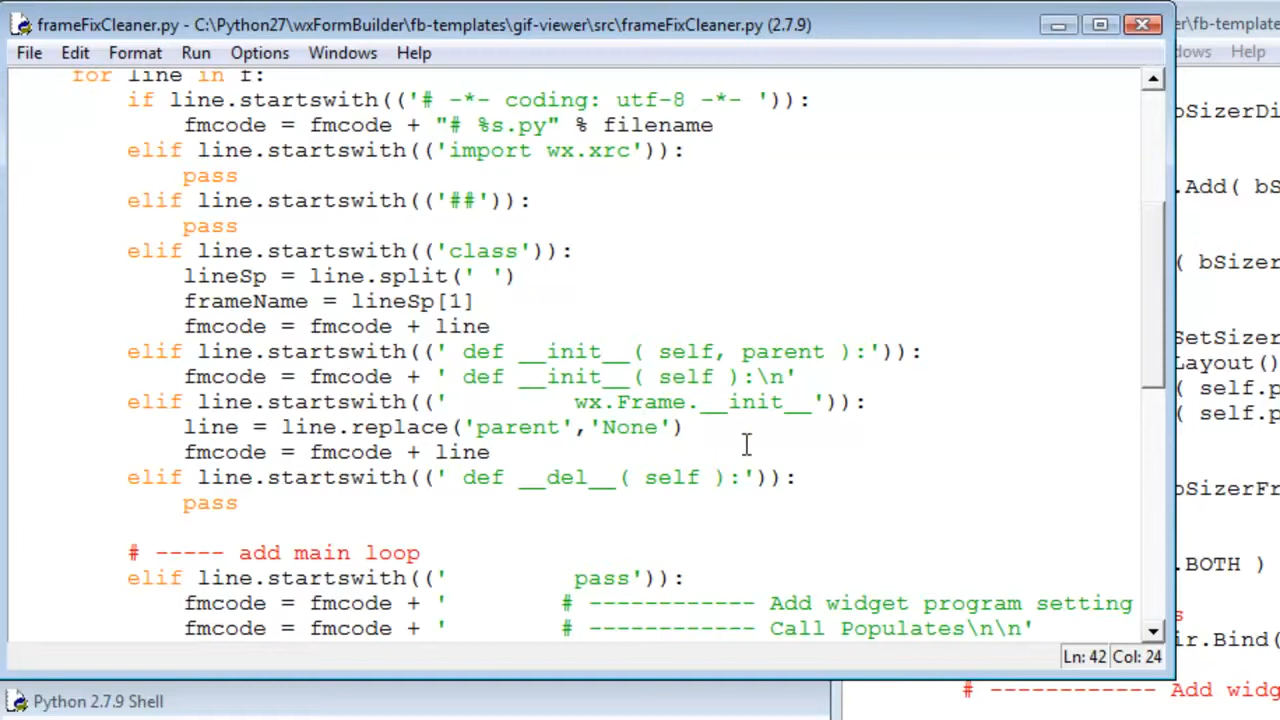 frameFixCleaner.py - C:\Python27\wxFormBuilder\fb-templates\gif-viewer\src\frameFixCleaner.py (2.7.9)
File Edit Format Run Options Windows Help
for line in f:
if line.startswith(('# -*- coding: utf-8 -*- ')):
fmcode = fmcode + "# %s.py" % filename
elif line.startswith(('import wx.xrc')):
pass
elif line.startswith(('##')):
pass
elif line.startswith(('class')):
lineSp = line.split(' ')
frameName = lineSp[1]
fmcode = fmcode + line
elif line.startswith((' def __init__( self, parent ):')):
fmcode = fmcode + ' def __init__( self ):\n'
elif line.startswith(('         wx.Frame.__init__')):
line = line.replace('parent','None')
fmcode = fmcode + line
elif line.startswith((' def __del__( self ):')):
pass
# ----- add main loop
elif line.startswith(('         pass')):
fmcode = fmcode + '        # ------------ Add widget program setting
fmcode = fmcode + '        # ------------ Call Populates\n\n'
Ln: 42 Col: 24
Python 2.7.9 Shell
r\fb-template
dows Help
oSizerDi
.Add( bS
( bSizer
SetSizer
Layout()
( self.p
( self.p
oSizerFr
.BOTH )
s
ir.Bind(
# ------------ Add widg